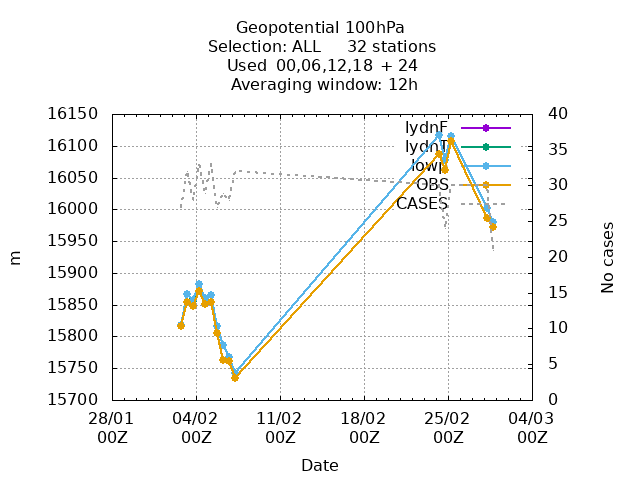 Geopotential 100hPa
Selection: ALL 32 stations
Used 00,06,12,18 + 24
Averaging window: 12h
16150
16100
16050
16000
15950
15900
15850
15800
15750
15700
m
40
35
30
25
20
15
10
5
0
No cases
IydnF
IydnT
Iowp
OBS
CASES
28/01 04/02 11/02 18/02 25/02 04/03
00Z 00Z 00Z 00Z 00Z 00Z
Date